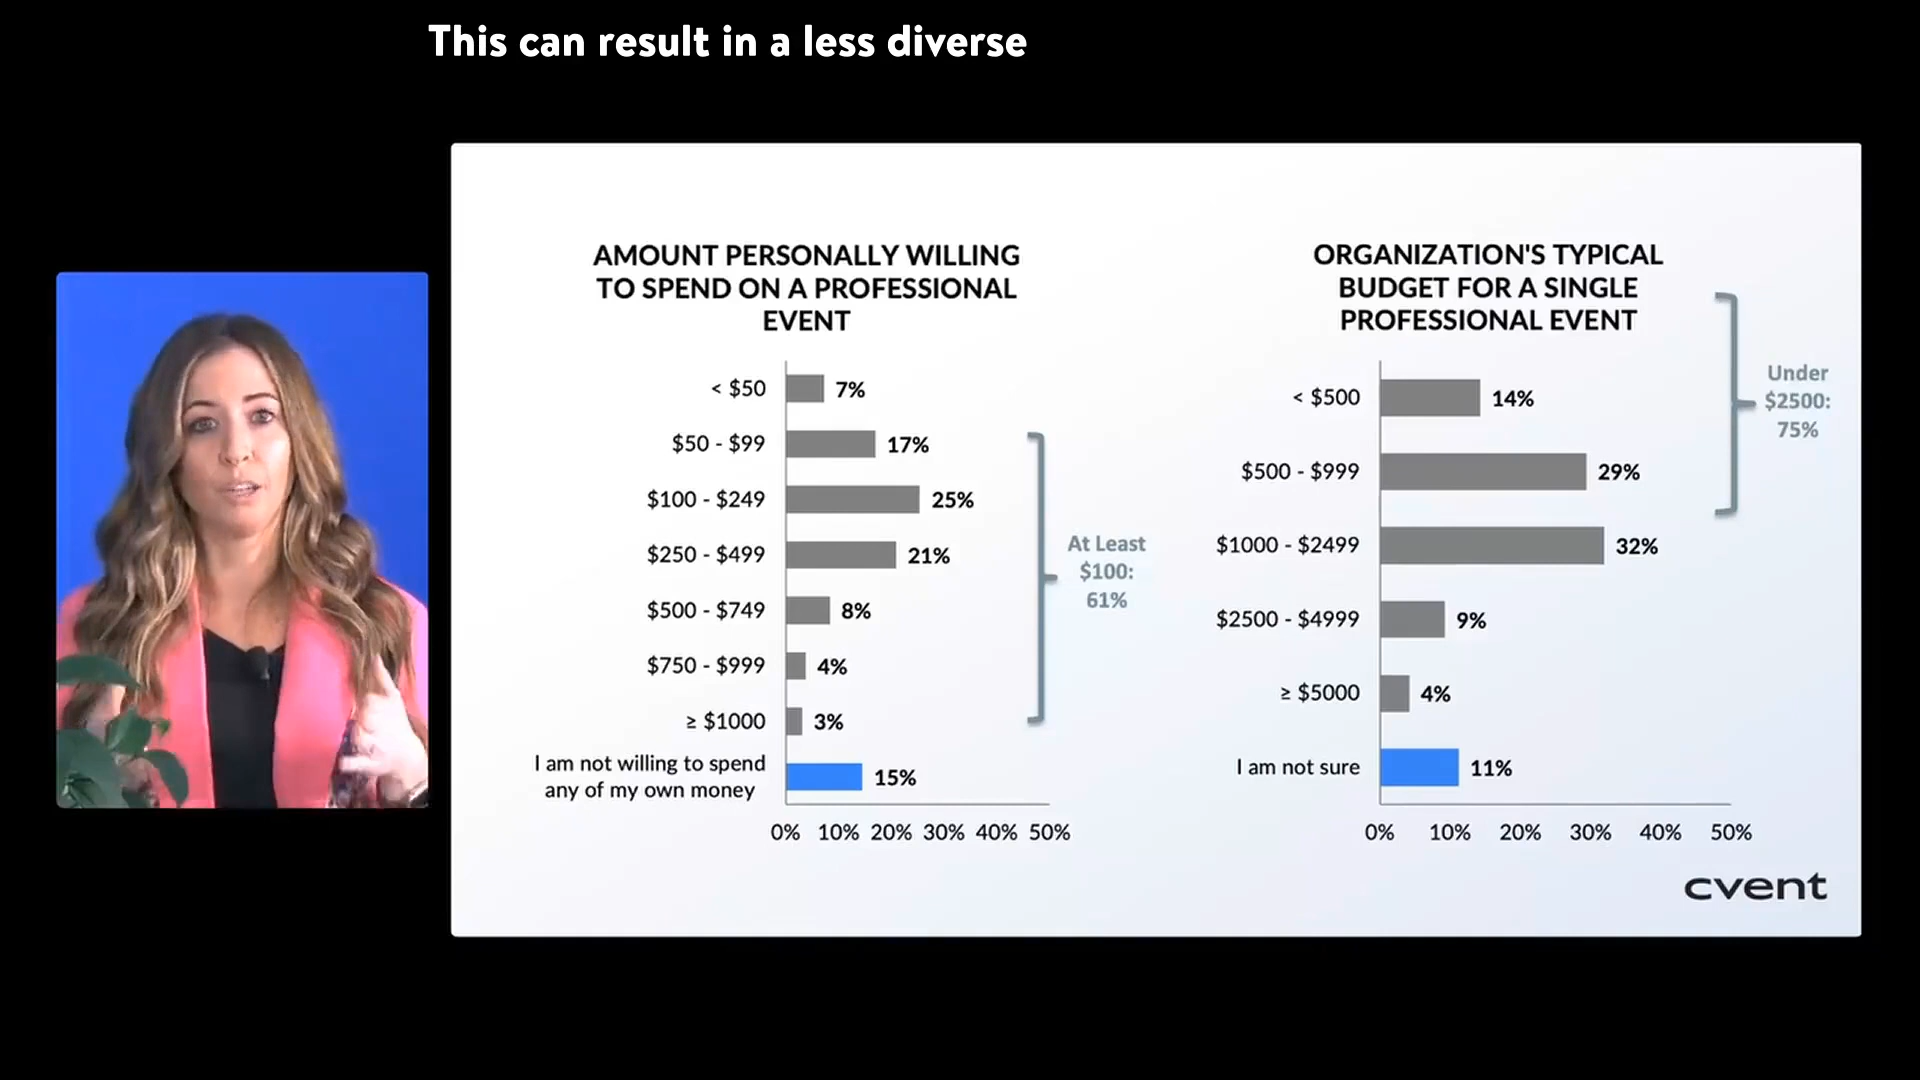 This can result in a less diverse
AMOUNT PERSONALLY WILLING
TO SPEND ON A PROFESSIONAL
EVENT
< $50
7%
$50 - $99
17%
$100 - $249
25%
$250 - $499
21%
$500 - $749
8%
$750 - $999
4%
≥ $1000
3%
I am not willing to spend
any of my own money
15%
0% 10% 20% 30% 40% 50%
At Least
$100:
61%
ORGANIZATION'S TYPICAL
BUDGET FOR A SINGLE
PROFESSIONAL EVENT
< $500
14%
$500 - $999
29%
$1000 - $2499
32%
$2500 - $4999
9%
≥ $5000
4%
I am not sure
11%
0% 10% 20% 30% 40% 50%
Under
$2500:
75%
cvent